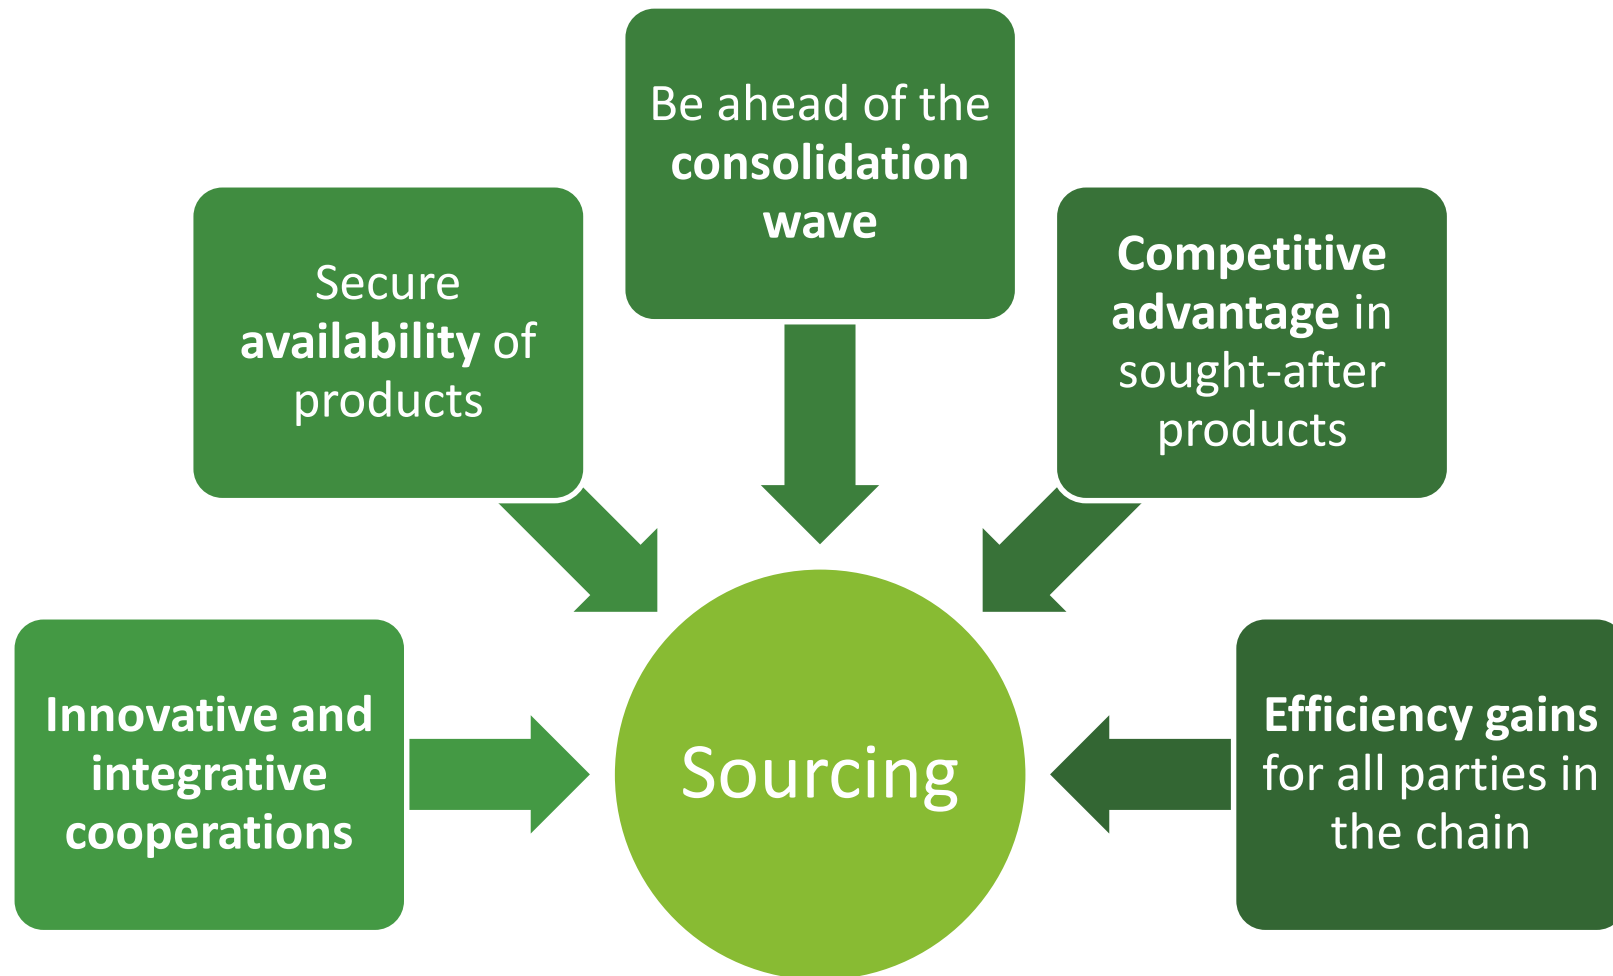 Be ahead of the
consolidation
wave
Secure
availability of
products
Competitive
advantage in
sought-after
products
Innovative and
integrative
cooperations
Sourcing
Efficiency gains
for all parties in
the chain